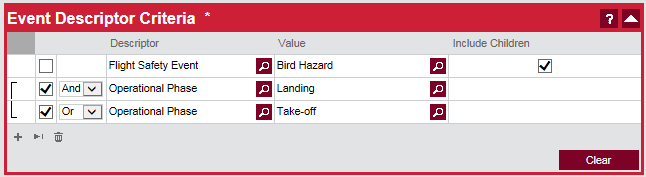 Event Descriptor Criteria * ?
Descriptor Value Include Children
Flight Safety Event Bird Hazard
And Operational Phase Landing
Or Operational Phase Take-off
Clear